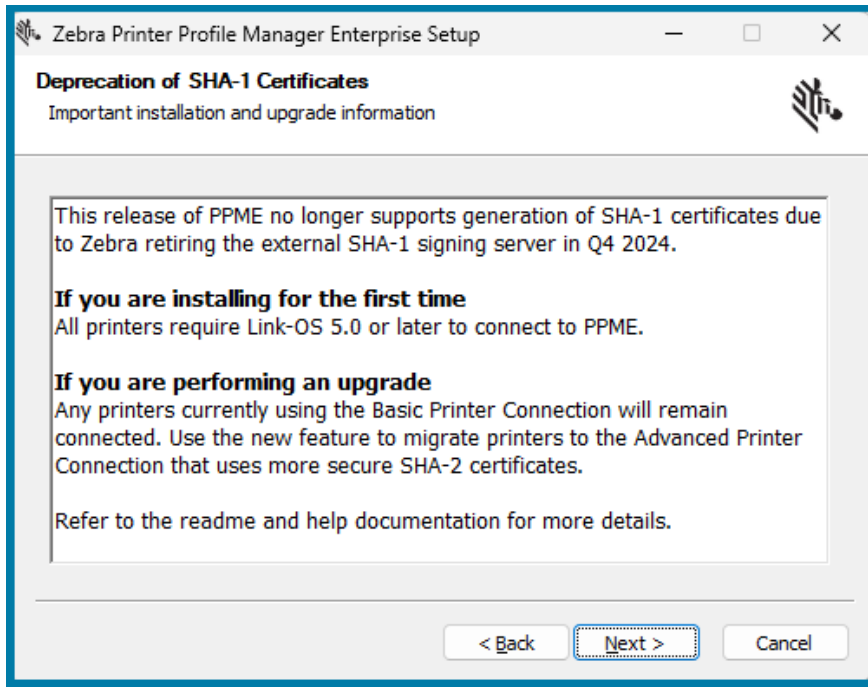 Zebra Printer Profile Manager Enterprise Setup
Deprecation of SHA-1 Certificates
Important installation and upgrade information
This release of PPME no longer supports generation of SHA-1 certificates due
to Zebra retiring the external SHA-1 signing server in Q4 2024.
If you are installing for the first time
All printers require Link-OS 5.0 or later to connect to PPME.
If you are performing an upgrade
Any printers currently using the Basic Printer Connection will remain
connected. Use the new feature to migrate printers to the Advanced Printer
Connection that uses more secure SHA-2 certificates.
Refer to the readme and help documentation for more details.
< Back
Next >
Cancel